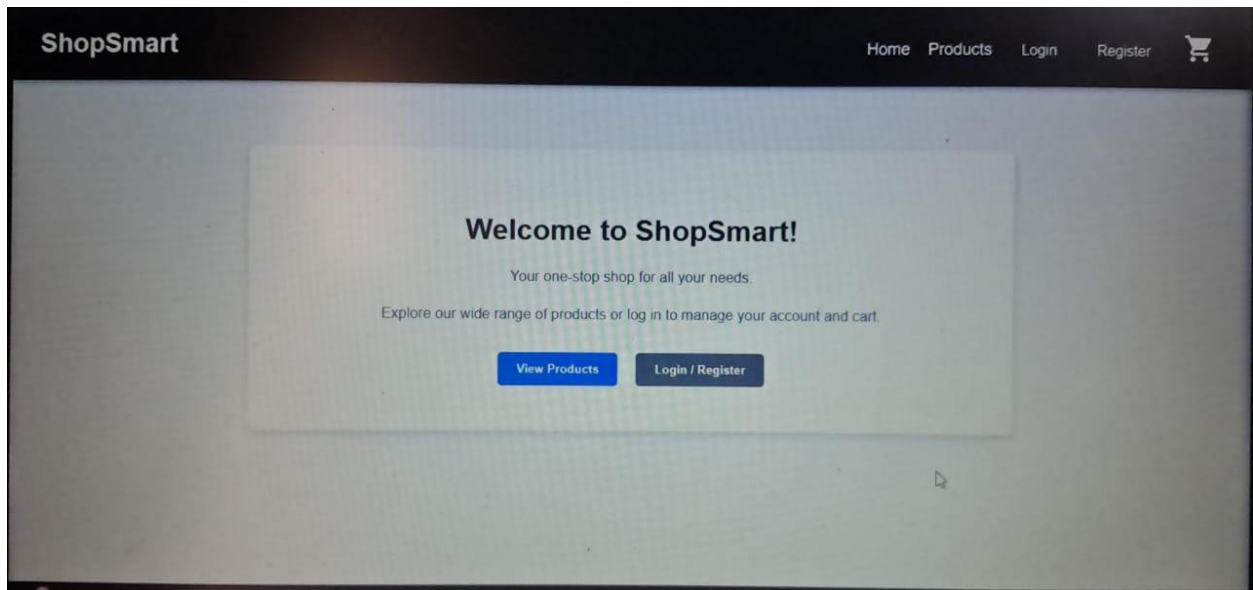 ShopSmart
Home Products Login Register
Welcome to ShopSmart!
Your one-stop shop for all your needs.
Explore our wide range of products or log in to manage your account and cart.
View Products Login / Register